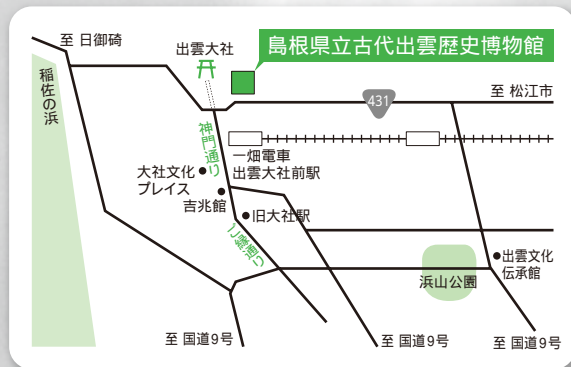 至 日御碕
出雲大社
島根県立古代出雲歴史博物館
稲佐の浜
431
至 松江市
神門通り
一畑電車
出雲大社前駅
大社文化
プレイス
吉兆館
旧大社駅
ご縁通り
出雲文化
伝承館
浜山公園
至 国道9号
至 国道9号
至 国道9号